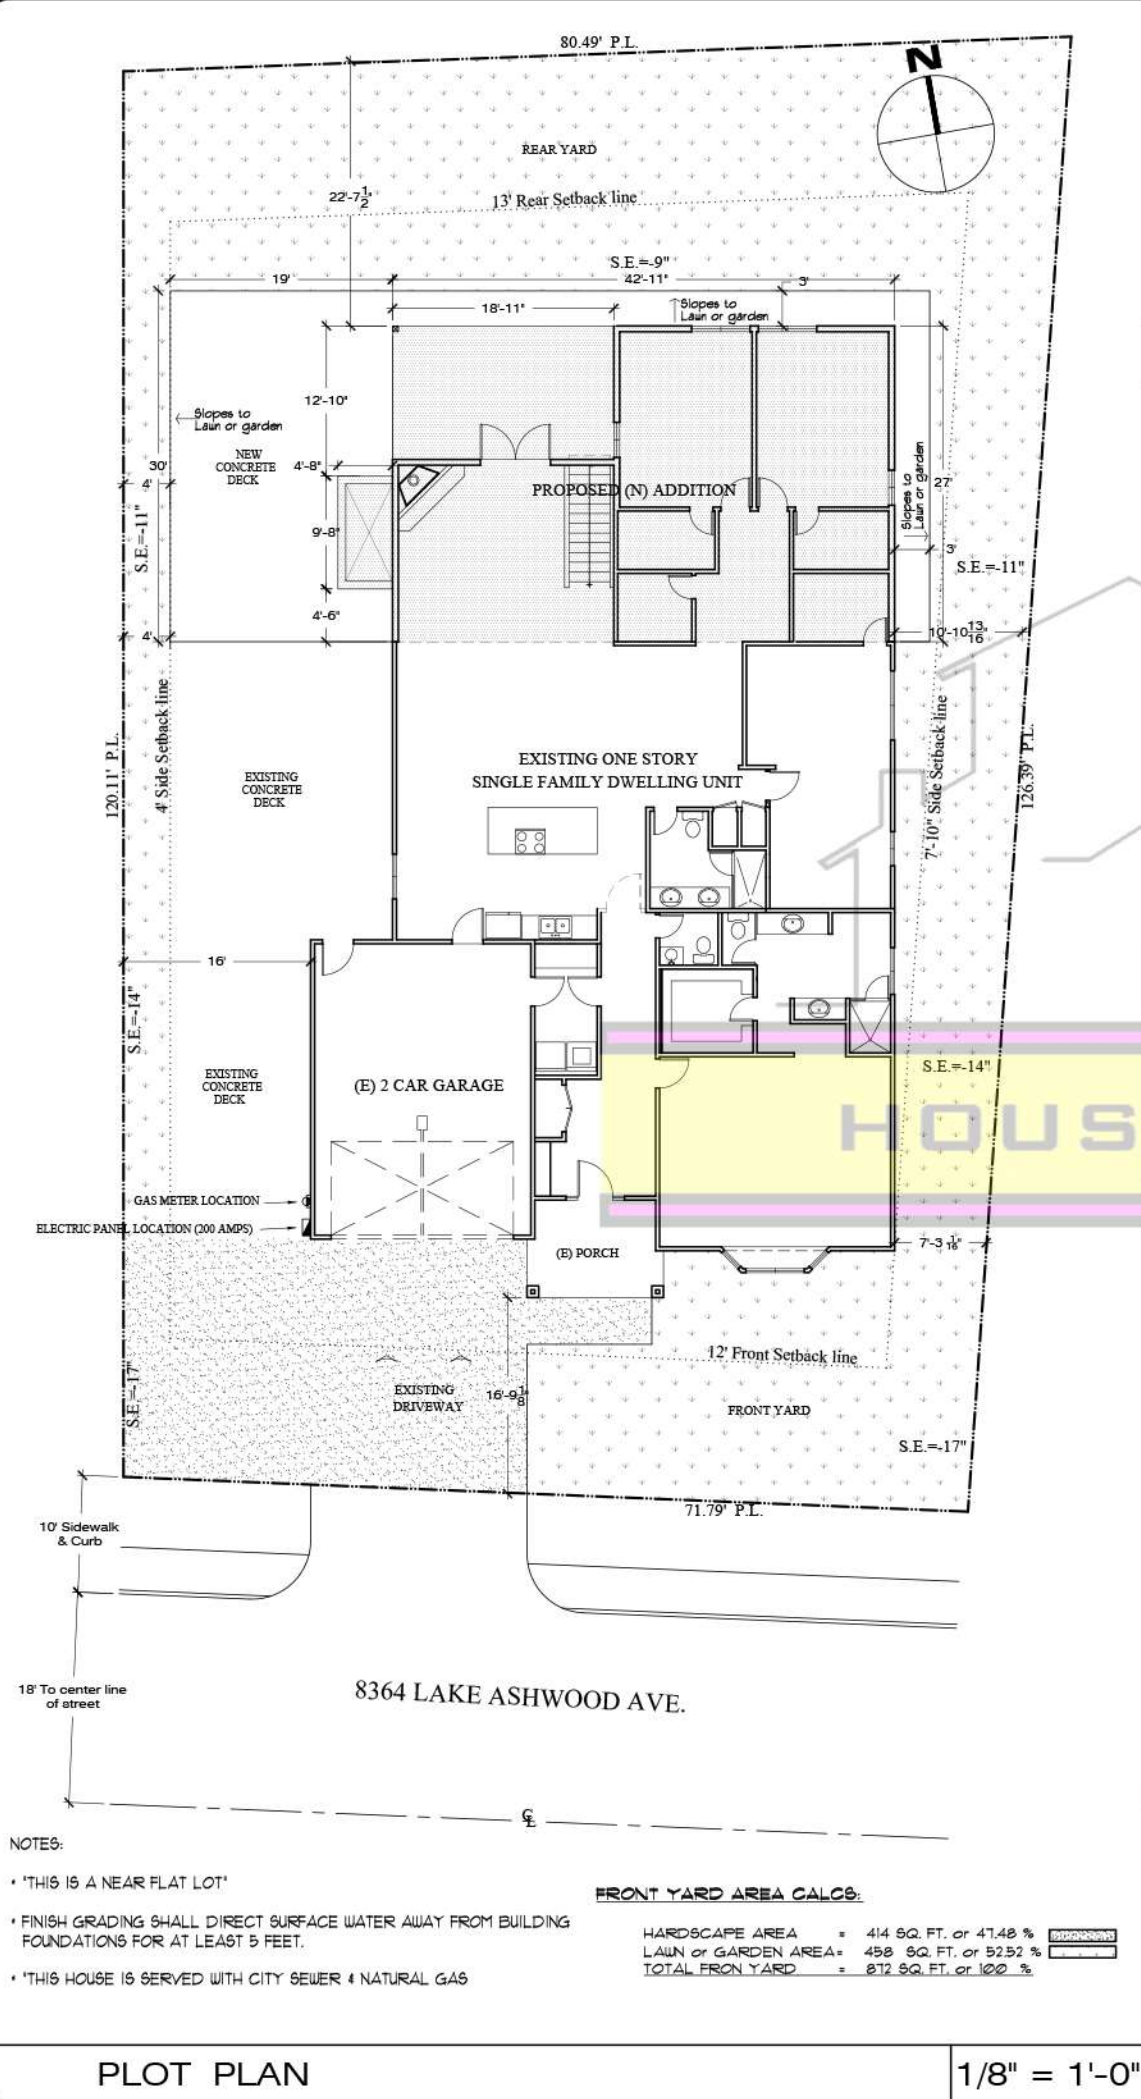 80.49' P.L.
N
REAR YARD
22'-7 1/2"
13' Rear Setback line
S.E.=-9"
19'
42'-11"
3'
18'-11"
Slopes to
Lawn or garden
12'-10"
Slopes to
Lawn or garden
NEW
CONCRETE
DECK
30'
4'
4'-8"
PROPOSED (N) ADDITION
Slopes to
Lawn or garden
27'
9'-8"
S.E.=-11"
3'
S.E.=-11"
4'-6"
4'
10'-10 13/16"
120.11' P.L.
4' Side Setback line
EXISTING
CONCRETE
DECK
EXISTING ONE STORY
SINGLE FAMILY DWELLING UNIT
7'-10" Side Setback line
126.39' P.L.
16'
S.E.=-14"
EXISTING
CONCRETE
DECK
(E) 2 CAR GARAGE
S.E.=-14"
HOUS
GAS METER LOCATION
ELECTRIC PANEL LOCATION (200 AMPS)
(E) PORCH
7'-3 1/16"
12' Front Setback line
S.E.=-17"
EXISTING
DRIVEWAY
16'-9 1/8"
FRONT YARD
S.E.=-17"
71.79' P.L.
10' Sidewalk
& Curb
18' To center line
of street
8364 LAKE ASHWOOD AVE.
CL
NOTES:
• "THIS IS A NEAR FLAT LOT"
• FINISH GRADING SHALL DIRECT SURFACE WATER AWAY FROM BUILDING
FOUNDATIONS FOR AT LEAST 5 FEET.
• "THIS HOUSE IS SERVED WITH CITY SEWER & NATURAL GAS
FRONT YARD AREA CALCS:
HARDSCAPE AREA = 414 SQ. FT. or 47.48 %
LAWN or GARDEN AREA= 458 SQ. FT. or 52.52 %
TOTAL FRON YARD = 872 SQ. FT. or 100 %
PLOT PLAN
1/8" = 1'-0"